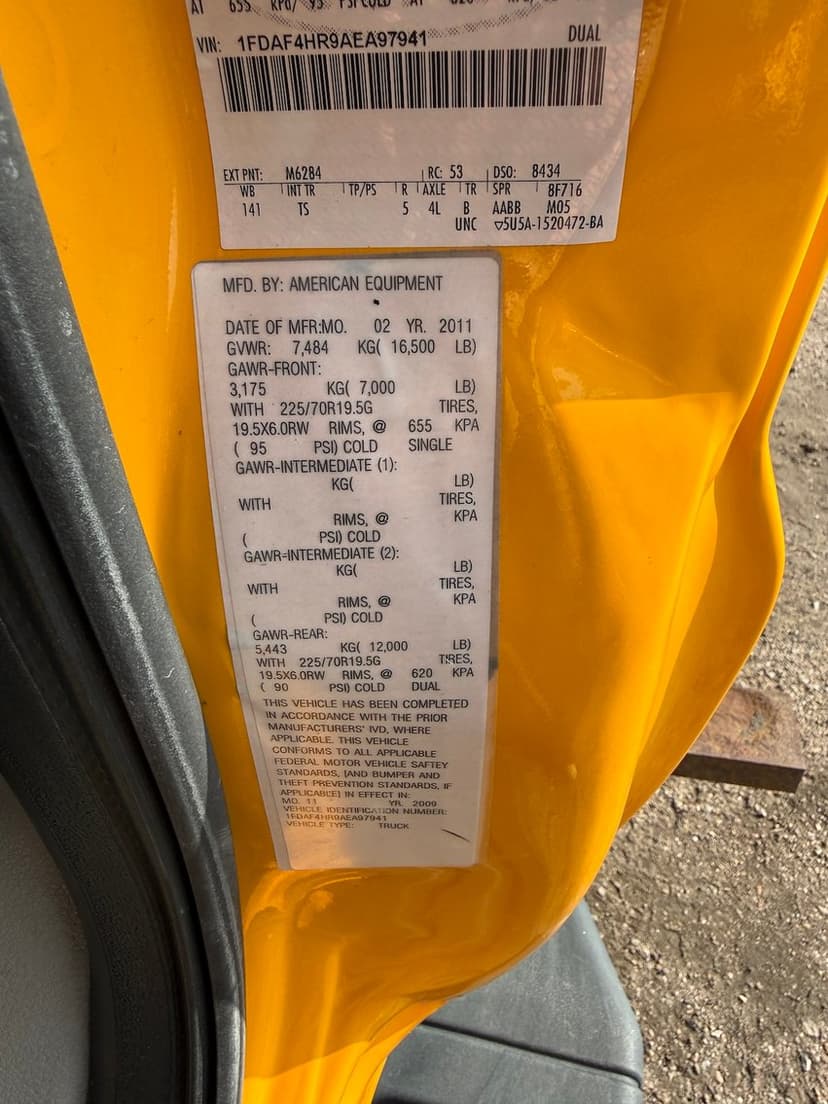 AT 655 KPa/ 95 PSI COLD AT 620
VIN: 1FDAF4HR9AEA97941 DUAL
EXT PNT: M6284 RC: 53 DSO: 8434
WB INT TR TP/PS R AXLE TR SPR 8F716
141 TS 5 4L B AABB M05
UNC ▽5U5A-1520472-BA
MFD. BY: AMERICAN EQUIPMENT
DATE OF MFR:MO. 02 YR. 2011
GVWR: 7,484 KG( 16,500 LB)
GAWR-FRONT:
3,175 KG( 7,000 LB)
WITH 225/70R19.5G TIRES,
19.5X6.0RW RIMS, @ 655 KPA
( 95 PSI) COLD SINGLE
GAWR-INTERMEDIATE (1):
KG( LB)
WITH TIRES,
RIMS, @ KPA
( PSI) COLD
GAWR-INTERMEDIATE (2):
KG( LB)
WITH TIRES,
RIMS, @ KPA
( PSI) COLD
GAWR-REAR:
5,443 KG( 12,000 LB)
WITH 225/70R19.5G TIRES,
19.5X6.0RW RIMS, @ 620 KPA
( 90 PSI) COLD DUAL
THIS VEHICLE HAS BEEN COMPLETED
IN ACCORDANCE WITH THE PRIOR
MANUFACTURERS' IVD, WHERE
APPLICABLE. THIS VEHICLE
CONFORMS TO ALL APPLICABLE
FEDERAL MOTOR VEHICLE SAFTEY
STANDARDS, [AND BUMPER AND
THEFT PREVENTION STANDARDS, IF
APPLICABLE] IN EFFECT IN:
MO. 11 YR. 2009
VEHICLE IDENTIFICATION NUMBER:
1FDAF4HR9AEA97941
VEHICLE TYPE: TRUCK